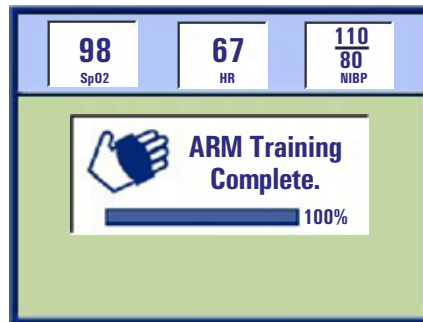 98
SpO2
67
HR
110
80
NIBP
ARM Training
Complete.
100%